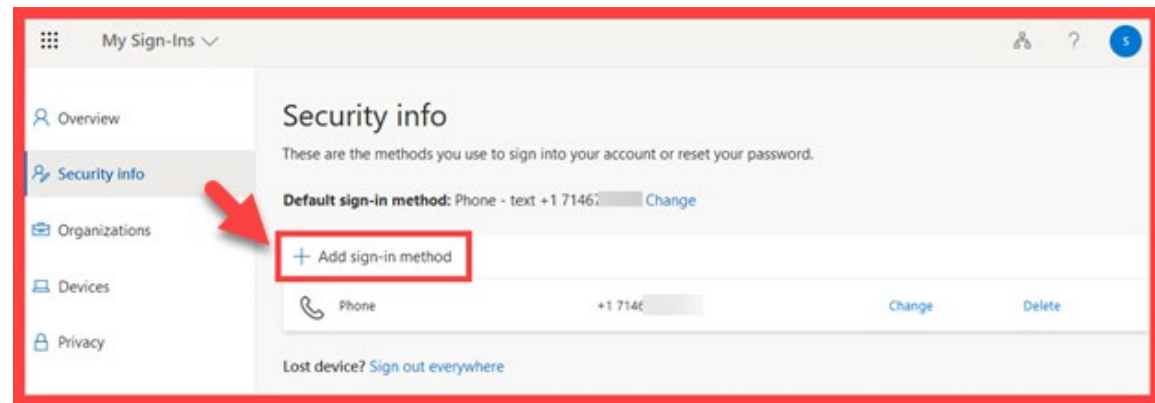 My Sign-Ins
?
S
Overview
Security info
Organizations
Devices
Privacy
Security info
These are the methods you use to sign into your account or reset your password.
Default sign-in method: Phone - text +1 7146 Change
+ Add sign-in method
Phone +1 7146 Change Delete
Lost device? Sign out everywhere